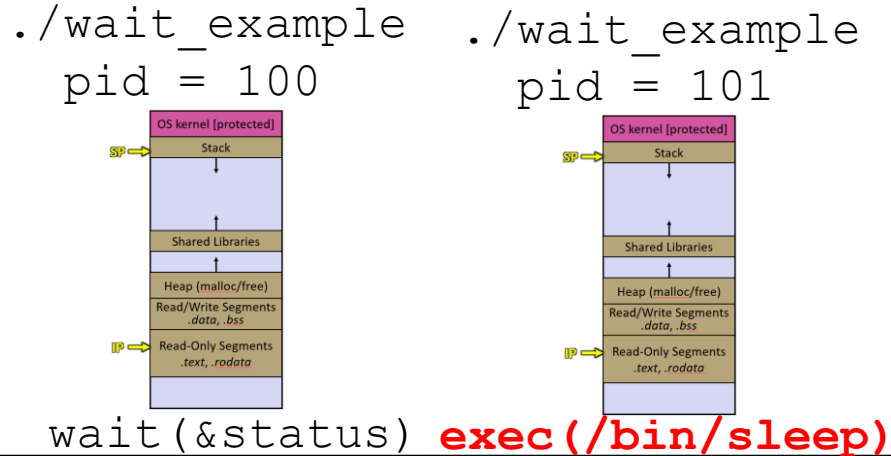 ./wait_example
pid = 100
OS kernel [protected]
SP
Stack
Shared Libraries
Heap (malloc/free)
Read/Write Segments
.data, .bss
IP
Read-Only Segments
.text, .rodata
wait(&status)
./wait_example
pid = 101
OS kernel [protected]
SP
Stack
Shared Libraries
Heap (malloc/free)
Read/Write Segments
.data, .bss
IP
Read-Only Segments
.text, .rodata
exec(/bin/sleep)